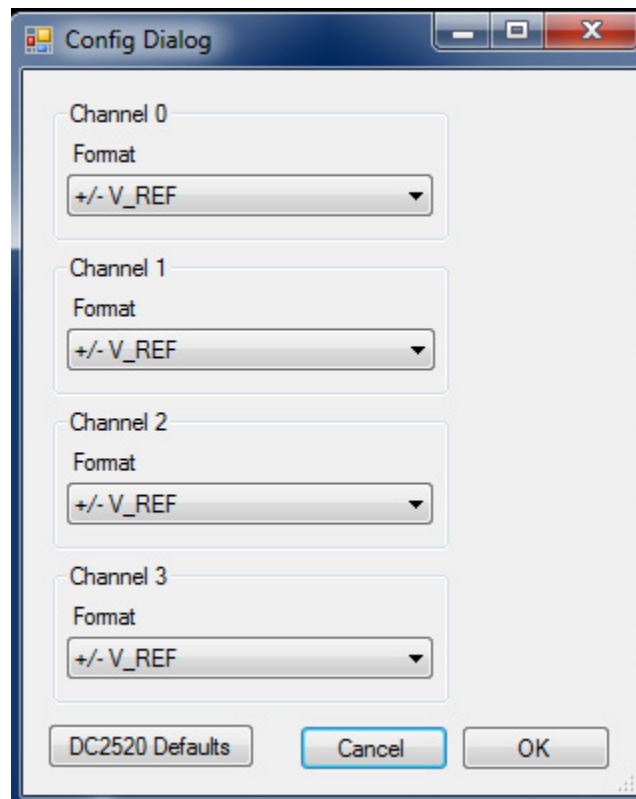 Config Dialog
Channel 0
Format
+/- V_REF
Channel 1
Format
+/- V_REF
Channel 2
Format
+/- V_REF
Channel 3
Format
+/- V_REF
DC2520 Defaults Cancel OK